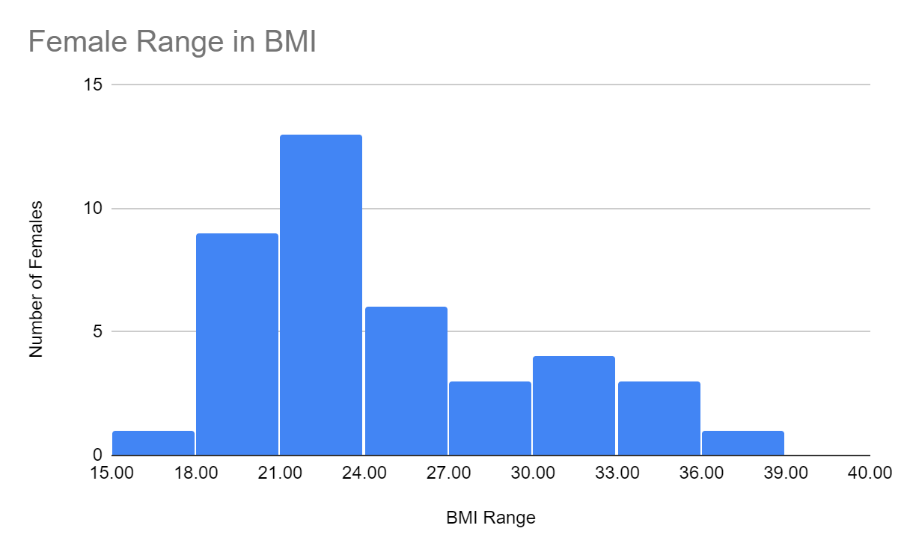 Female Range in BMI
15
10
5
0
Number of Females
15.00 18.00 21.00 24.00 27.00 30.00 33.00 36.00 39.00 40.00
BMI Range